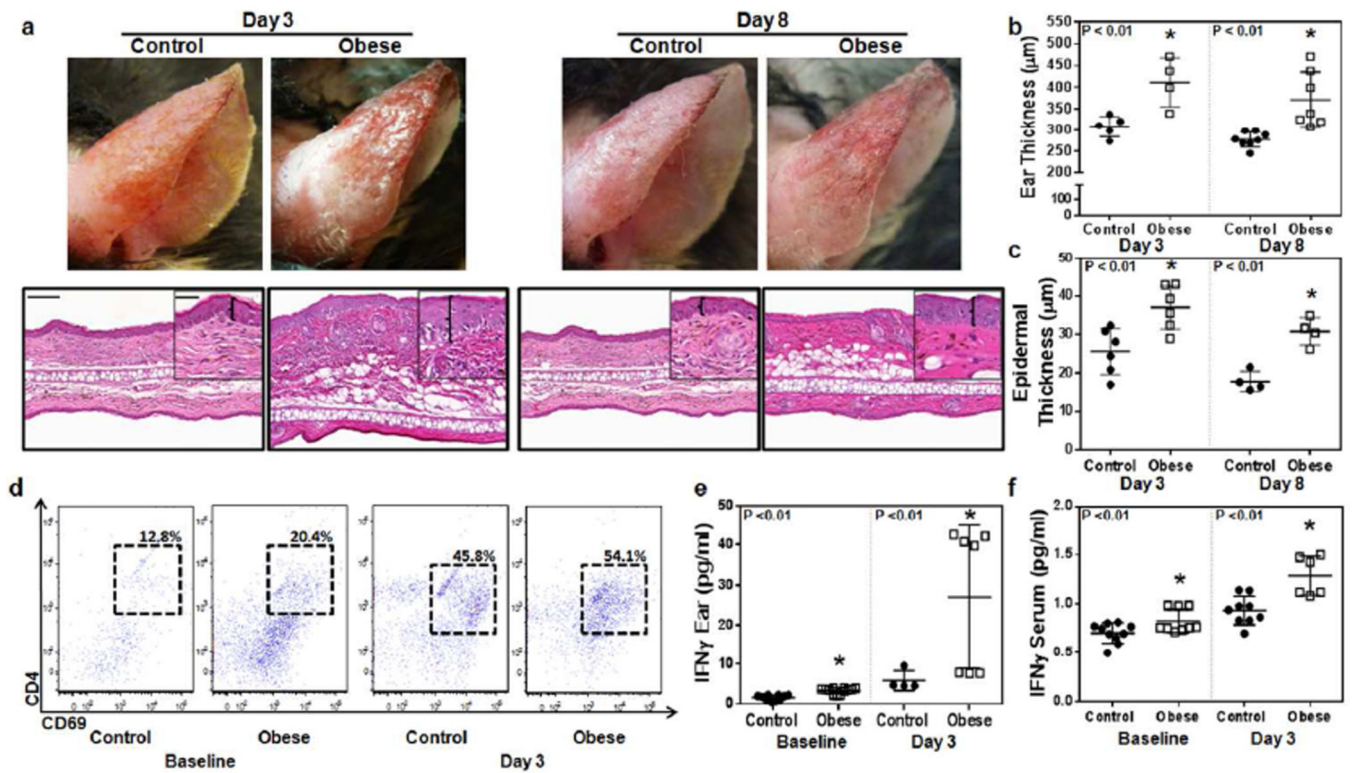 a
Day 3
Control Obese
Day 8
Control Obese
b
Ear Thickness (μm)
550
500
450
400
350
300
250
200
100
0
P < 0.01 * P < 0.01 *
Control Obese Control Obese
Day 3 Day 8
c
Epidermal
Thickness (μm)
50
40
30
20
10
0
P < 0.01 * P < 0.01 *
Control Obese Control Obese
Day 3 Day 8
d
CD4
12.8% 20.4% 45.8% 54.1%
CD69
Control Obese Control Obese
Baseline Day 3
e
IFNγ Ear (pg/ml)
50
40
30
20
10
0
P <0.01 * P <0.01 *
Control Obese Control Obese
Baseline Day 3
f
IFNγ Serum (pg/ml)
2.0
1.5
1.0
0.5
0.0
P <0.01 * P <0.01 *
Control Obese Control Obese
Baseline Day 3